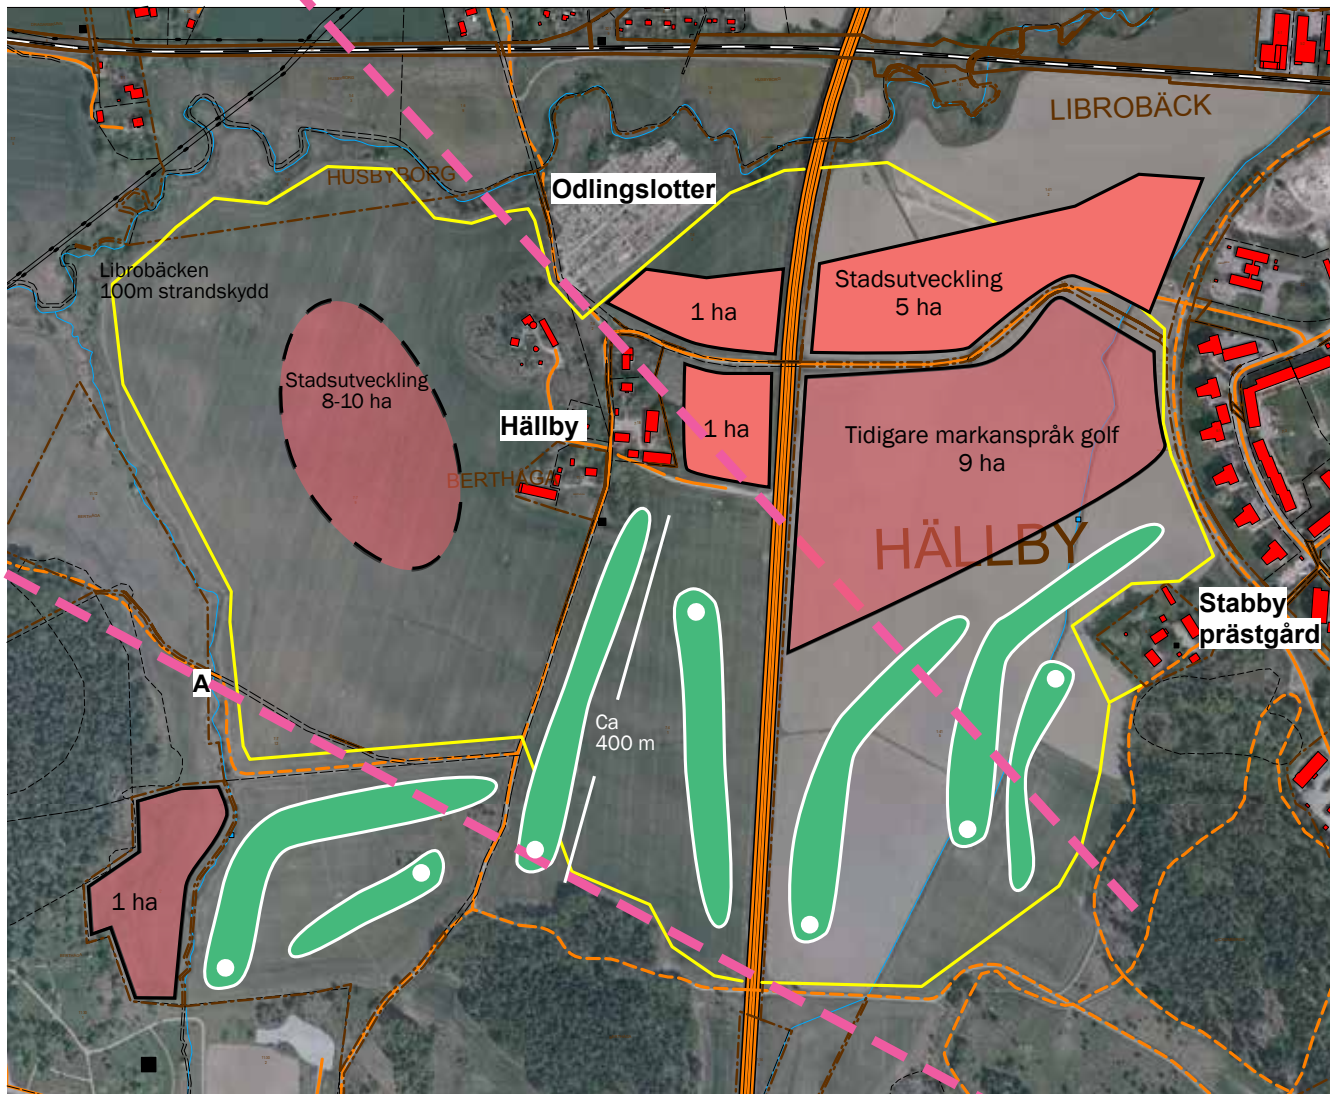 LIBROBÄCK
HUSBYBORG
Odlingslotter
Librobäcken
100m strandskydd
Stadsutveckling
5 ha
1 ha
Stadsutveckling
8-10 ha
Hällby
1 ha
Tidigare markanspråk golf
9 ha
BERTHÅGA
HÄLLBY
Stabby
prästgård
A
Ca
400 m
1 ha